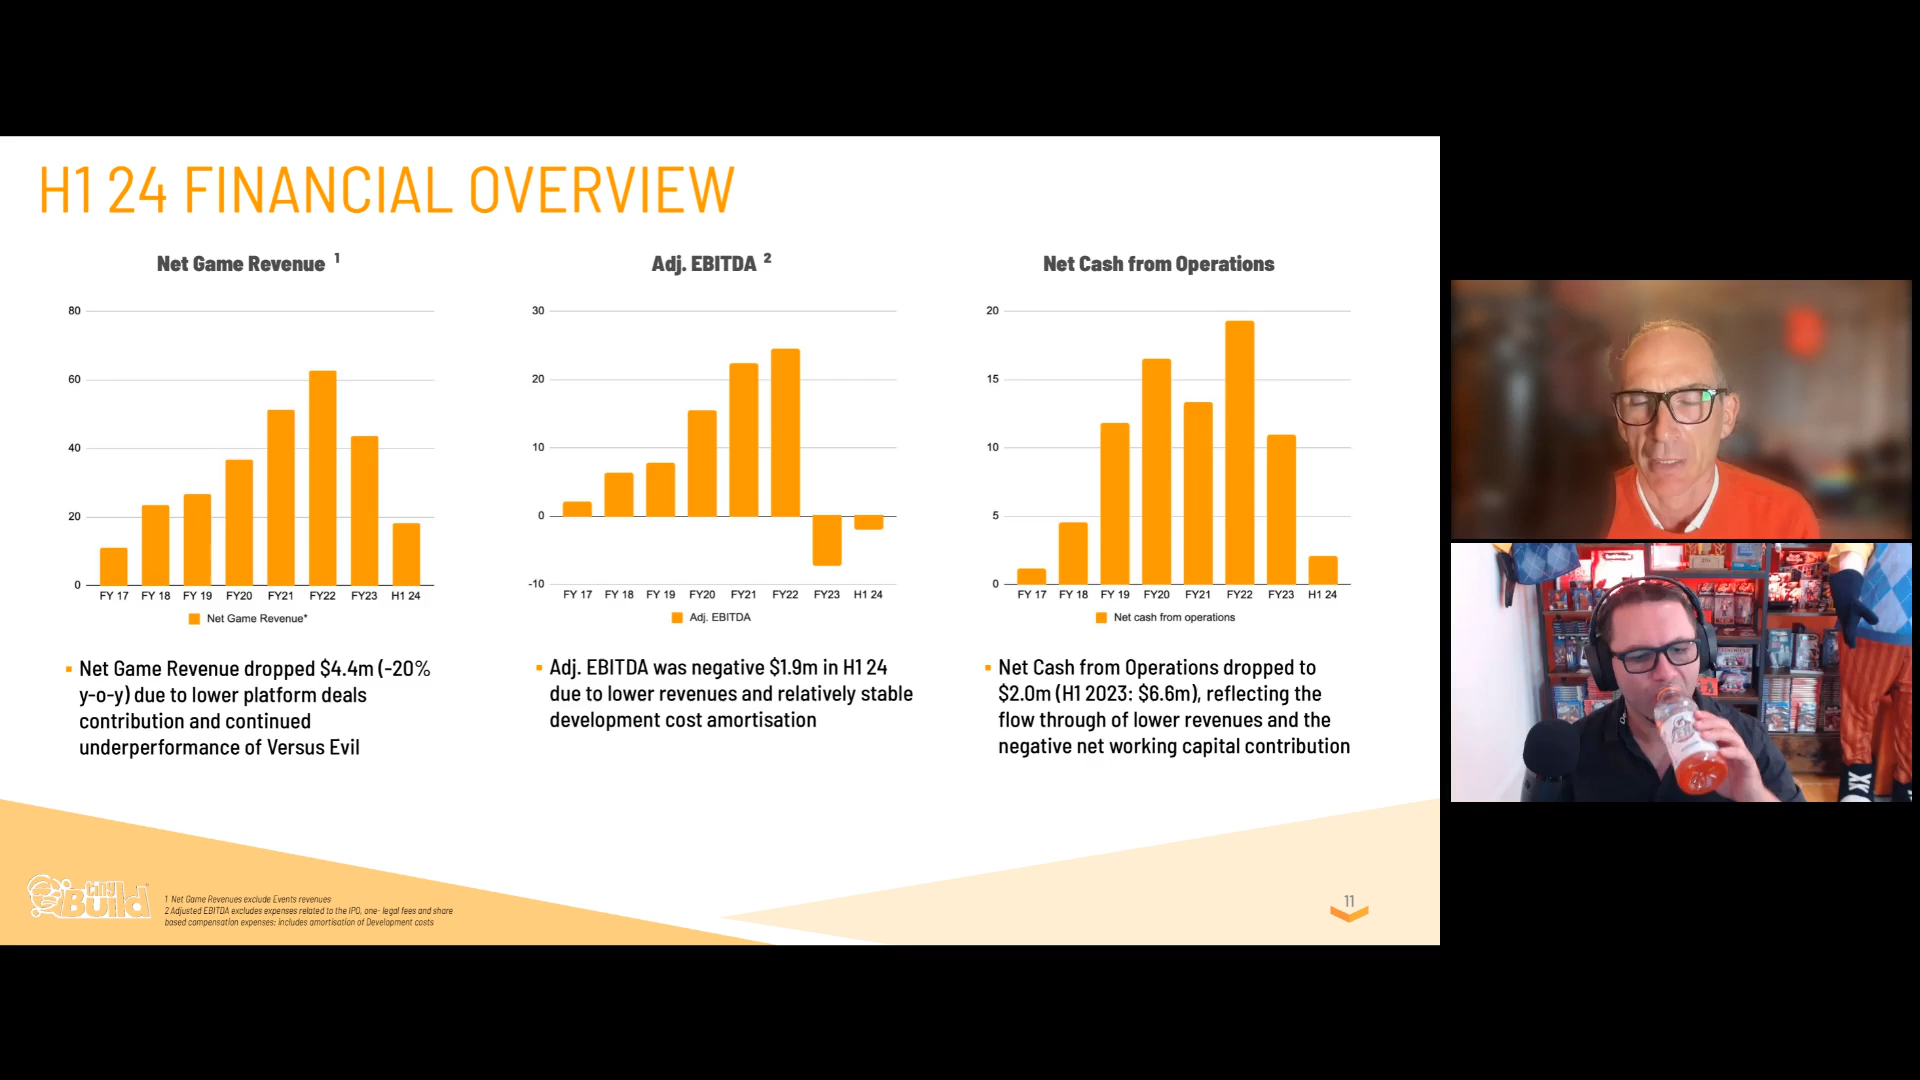 H1 24 FINANCIAL OVERVIEW
Net Game Revenue 1
80
60
40
20
0
FY 17 FY 18 FY 19 FY20 FY21 FY22 FY23 H1 24
Net Game Revenue*
Net Game Revenue dropped $4.4m (-20%
y-o-y) due to lower platform deals
contribution and continued
underperformance of Versus Evil
Adj. EBITDA 2
30
20
10
0
-10
FY 17 FY 18 FY 19 FY20 FY21 FY22 FY23 H1 24
Adj. EBITDA
Adj. EBITDA was negative $1.9m in H1 24
due to lower revenues and relatively stable
development cost amortisation
Net Cash from Operations
20
15
10
5
0
FY 17 FY 18 FY 19 FY20 FY21 FY22 FY23 H1 24
Net cash from operations
Net Cash from Operations dropped to
$2.0m (H1 2023: $6.6m), reflecting the
flow through of lower revenues and the
negative net working capital contribution
tiny
Build
1 Net Game Revenues exclude Events revenues
2 Adjusted EBITDA excludes expenses related to the IPO, one- legal fees and share
based compensation expenses; includes amortisation of Development costs
11
XK